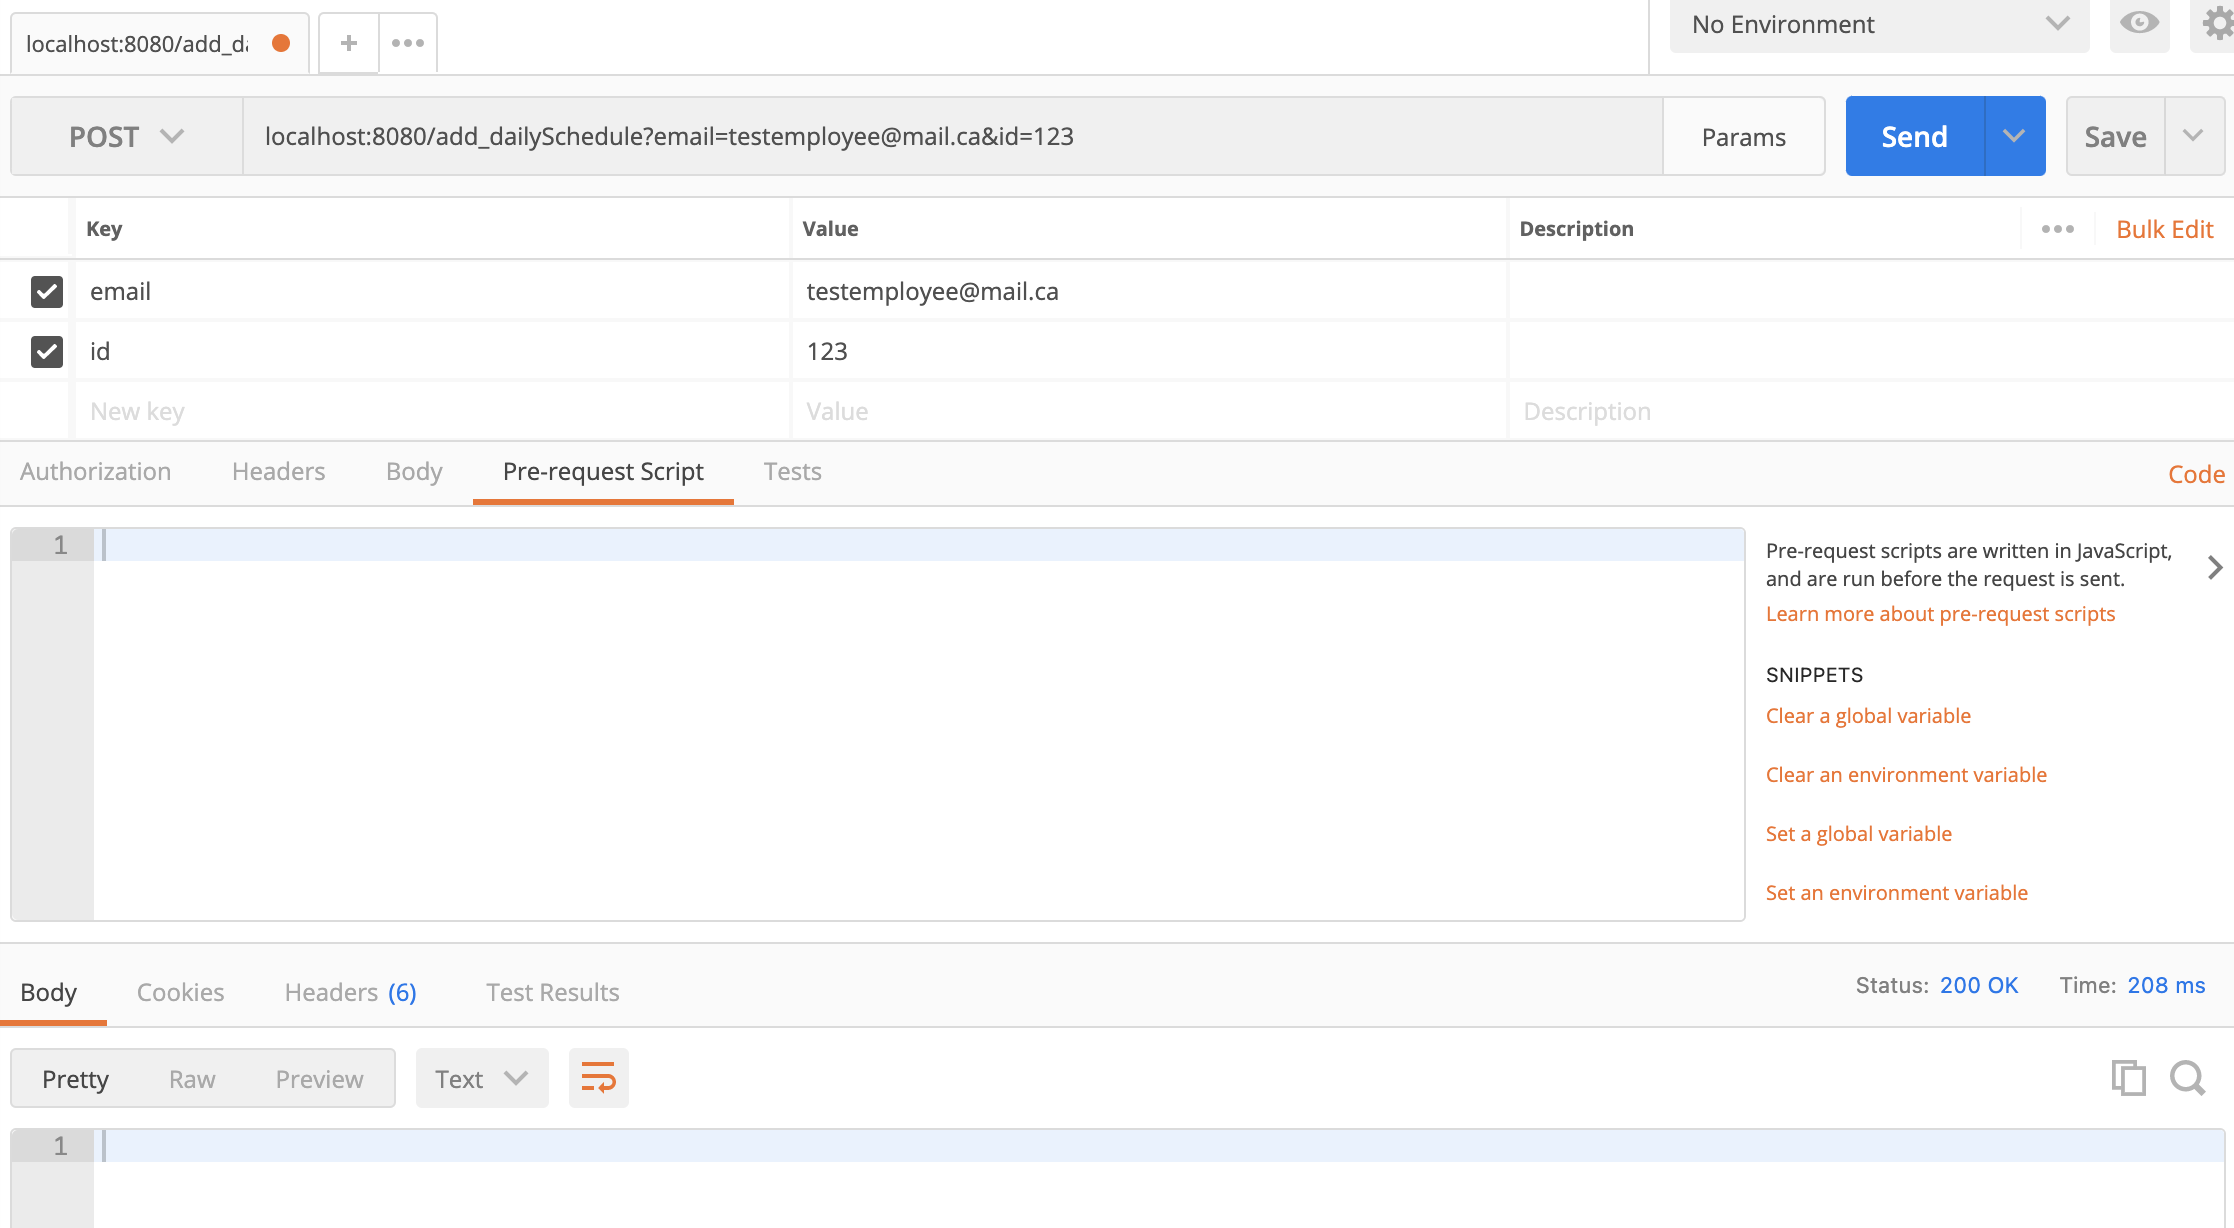 localhost:8080/add_da
No Environment
POST
localhost:8080/add_dailySchedule?email=testemployee@mail.ca&id=123
Params
Send
Save
Key
Value
Description
Bulk Edit
email
testemployee@mail.ca
id
123
New key
Value
Description
Authorization
Headers
Body
Pre-request Script
Tests
Code
1
Pre-request scripts are written in JavaScript,
and are run before the request is sent.
Learn more about pre-request scripts
SNIPPETS
Clear a global variable
Clear an environment variable
Set a global variable
Set an environment variable
Body
Cookies
Headers (6)
Test Results
Status: 200 OK
Time: 208 ms
Pretty
Raw
Preview
Text
1